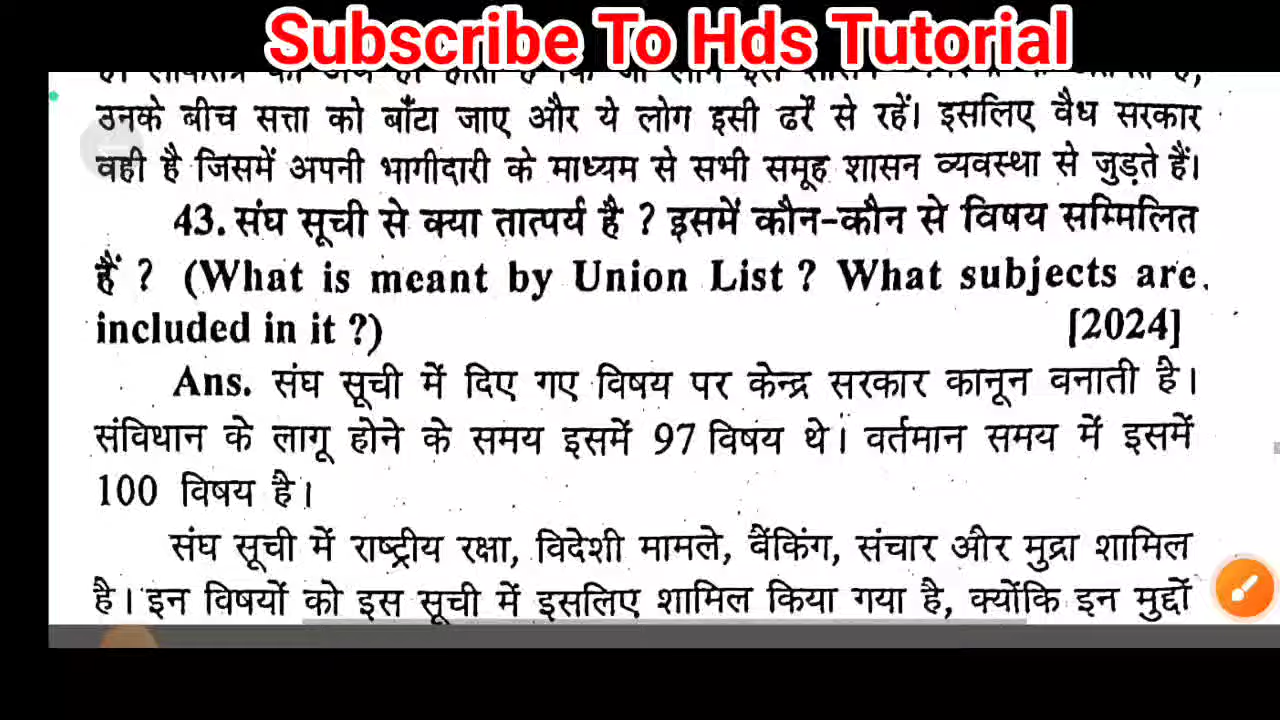 Subscribe To Hds Tutorial
उनके बीच सत्ता को बाँटा जाए और ये लोग इसी ढर्रे से रहें। इसलिए वैध सरकार
वही है जिसमें अपनी भागीदारी के माध्यम से सभी समूह शासन व्यवस्था से जुड़ते हैं।
43. संघ सूची से क्या तात्पर्य है ? इसमें कौन-कौन से विषय सम्मिलित
हैं ? (What is meant by Union List ? What subjects are
included in it ?) [2024]
Ans. संघ सूची में दिए गए विषय पर केन्द्र सरकार कानून बनाती है।
संविधान के लागू होने के समय इसमें 97 विषय थे। वर्तमान समय में इसमें
100 विषय है।
संघ सूची में राष्ट्रीय रक्षा, विदेशी मामले, बैंकिंग, संचार और मुद्रा शामिल
है। इन विषयों को इस सूची में इसलिए शामिल किया गया है, क्योंकि इन मुद्दों